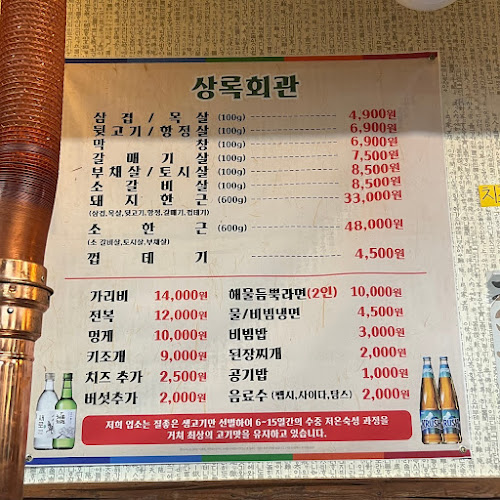 상록회관
삼겹/목살 (100g) 4,900원
뒷고기/항정살 (100g) 6,900원
막창 (100g) 6,900원
갈매기살 (100g) 7,500원
부채살/토시살 (100g) 8,500원
소갈비살 (100g) 8,500원
돼지한근 (600g) 33,000원
(삼겹,목살,뒷고기,항정,갈매기,껍데기)
소한근 (600g) 48,000원
(소 갈비살,토시살,부채살)
껍데기 4,500원
가리비 14,000원
전복 12,000원
멍게 10,000원
키조개 9,000원
치즈 추가 2,500원
버섯추가 2,000원
해물듬뿍라면(2인) 10,000원
물/비빔냉면 4,500원
비빔밥 3,000원
된장찌개 2,000원
공기밥 1,000원
음료수 (펩시,사이다,탐스) 2,000원
저희 업소는 질좋은 생고기만 선별하여 6-15일간의 수중 저온숙성 과정을
거쳐 최상의 고기맛을 유지하고 있습니다.